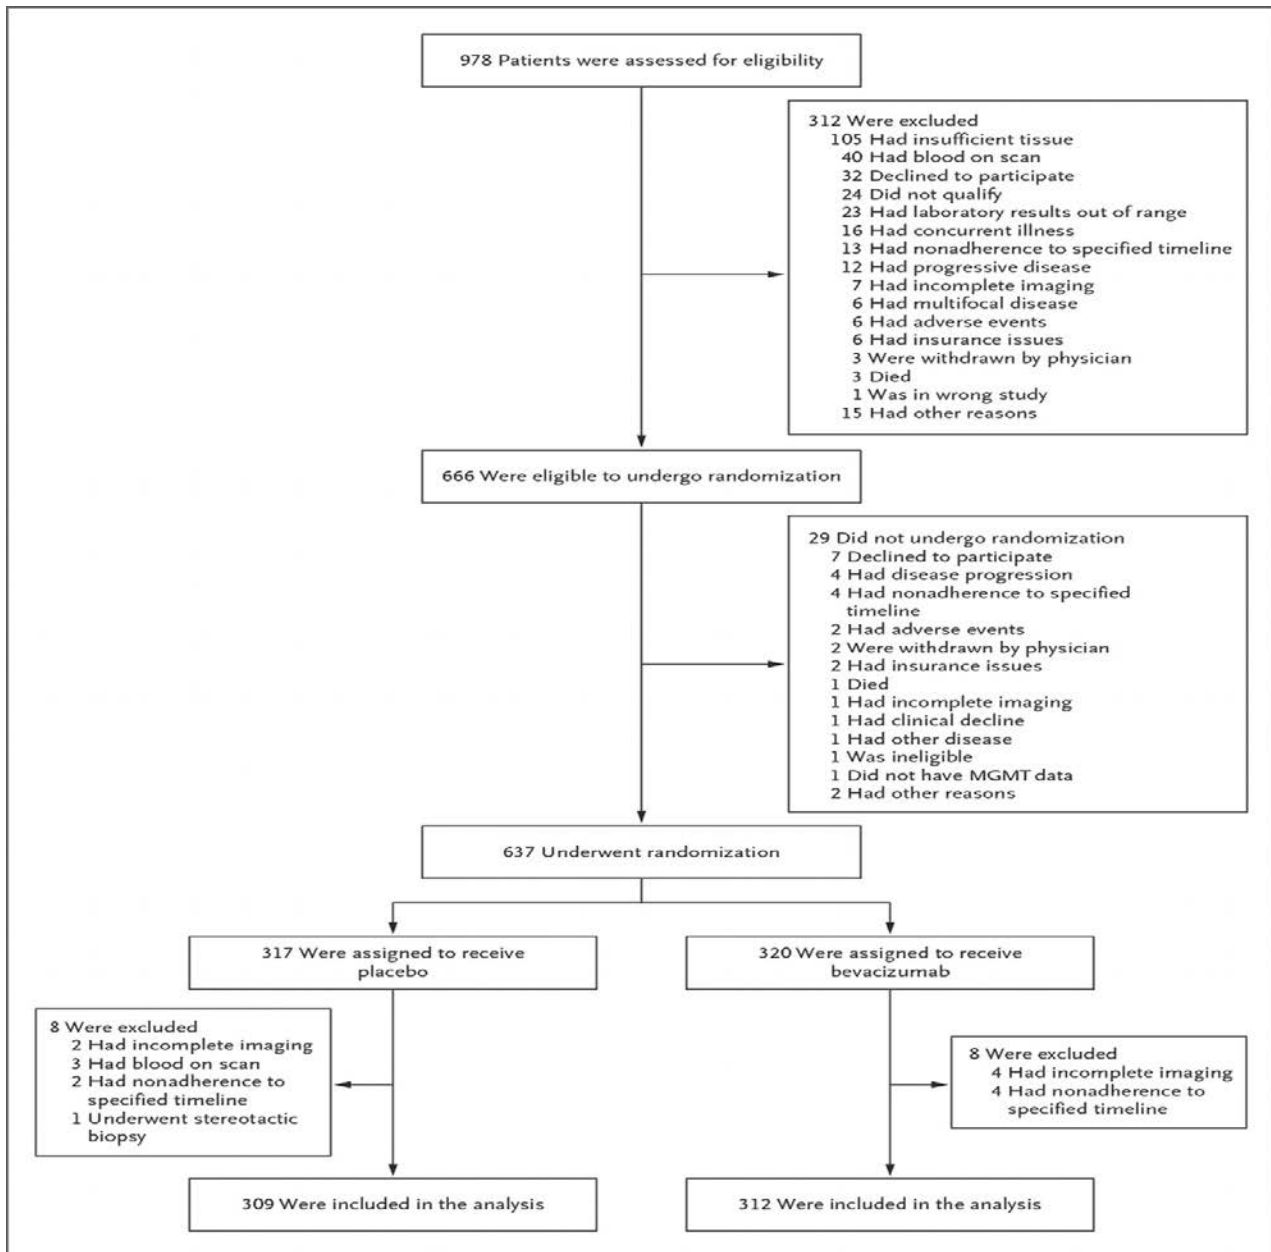 978 Patients were assessed for eligibility
312 Were excluded
105 Had insufficient tissue
40 Had blood on scan
32 Declined to participate
24 Did not qualify
23 Had laboratory results out of range
16 Had concurrent illness
13 Had nonadherence to specified timeline
12 Had progressive disease
7 Had incomplete imaging
6 Had multifocal disease
6 Had adverse events
6 Had insurance issues
3 Were withdrawn by physician
3 Died
1 Was in wrong study
15 Had other reasons
666 Were eligible to undergo randomization
29 Did not undergo randomization
7 Declined to participate
4 Had disease progression
4 Had nonadherence to specified
timeline
2 Had adverse events
2 Were withdrawn by physician
2 Had insurance issues
1 Died
1 Had incomplete imaging
1 Had clinical decline
1 Had other disease
1 Was ineligible
1 Did not have MGMT data
2 Had other reasons
637 Underwent randomization
317 Were assigned to receive
placebo
320 Were assigned to receive
bevacizumab
8 Were excluded
2 Had incomplete imaging
3 Had blood on scan
2 Had nonadherence to
specified timeline
1 Underwent stereotactic
biopsy
8 Were excluded
4 Had incomplete imaging
4 Had nonadherence to
specified timeline
309 Were included in the analysis
312 Were included in the analysis